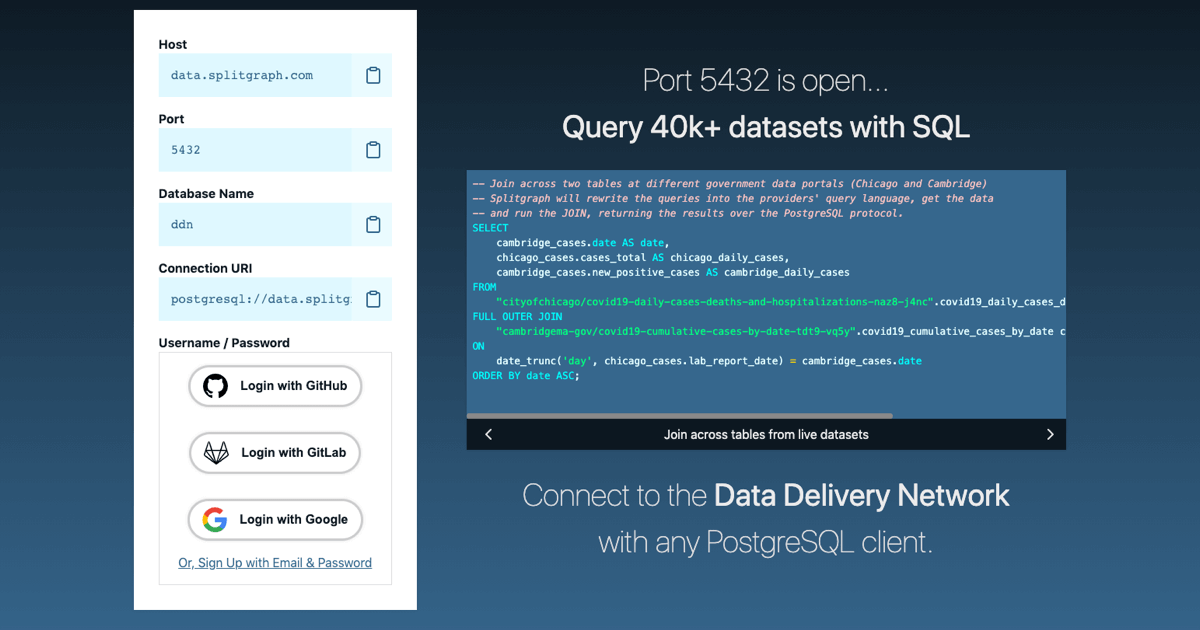 Host
data.splitgraph.com
Port
5432
Database Name
ddn
Connection URI
postgresql://data.splitg
Username / Password
Login with GitHub
Login with GitLab
Login with Google
Or, Sign Up with Email & Password
Port 5432 is open...
Query 40k+ datasets with SQL
-- Join across two tables at different government data portals (Chicago and Cambridge)
-- Splitgraph will rewrite the queries into the providers' query language, get the data
-- and run the JOIN, returning the results over the PostgreSQL protocol.
SELECT
cambridge_cases.date AS date,
chicago_cases.cases_total AS chicago_daily_cases,
cambridge_cases.new_positive_cases AS cambridge_daily_cases
FROM
"cityofchicago/covid19-daily-cases-deaths-and-hospitalizations-naz8-j4nc".covid19_daily_cases_d
FULL OUTER JOIN
"cambridgema-gov/covid19-cumulative-cases-by-date-tdt9-vq5y".covid19_cumulative_cases_by_date c
ON
date_trunc('day', chicago_cases.lab_report_date) = cambridge_cases.date
ORDER BY date ASC;
Join across tables from live datasets
Connect to the Data Delivery Network
with any PostgreSQL client.